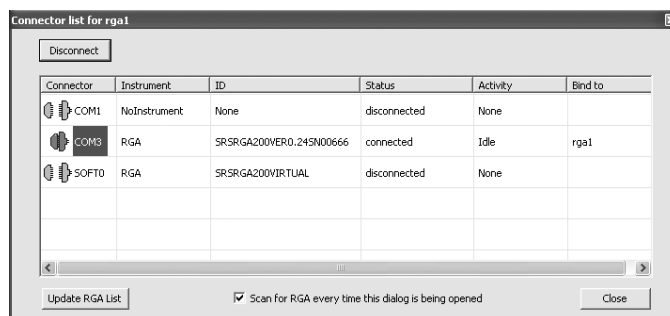 Connector list for rga1
Disconnect
Connector Instrument ID Status Activity Bind to
COM1 NoInstrument None disconnected None
COM3 RGA SRSRGA200VER0.24SN00666 connected Idle rga1
SOFT0 RGA SRSRGA200VIRTUAL disconnected None
Update RGA List Scan for RGA every time this dialog is being opened Close